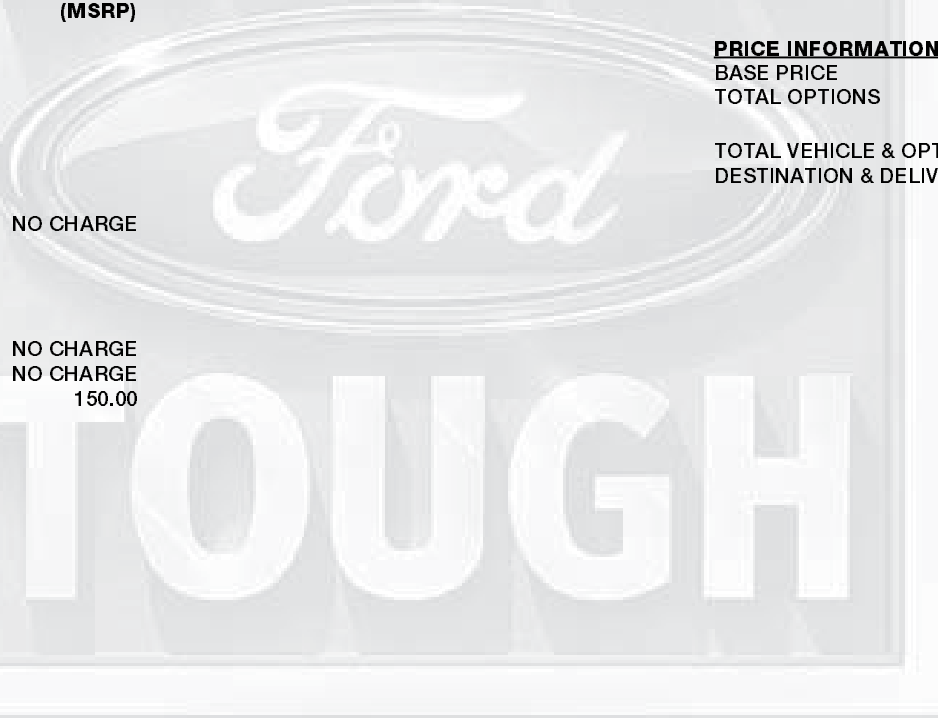 (MSRP)
PRICE INFORMATION
BASE PRICE
TOTAL OPTIONS
TOTAL VEHICLE & OPT
DESTINATION & DELIV
NO CHARGE
NO CHARGE
NO CHARGE
150.00
Ford
TOUGH